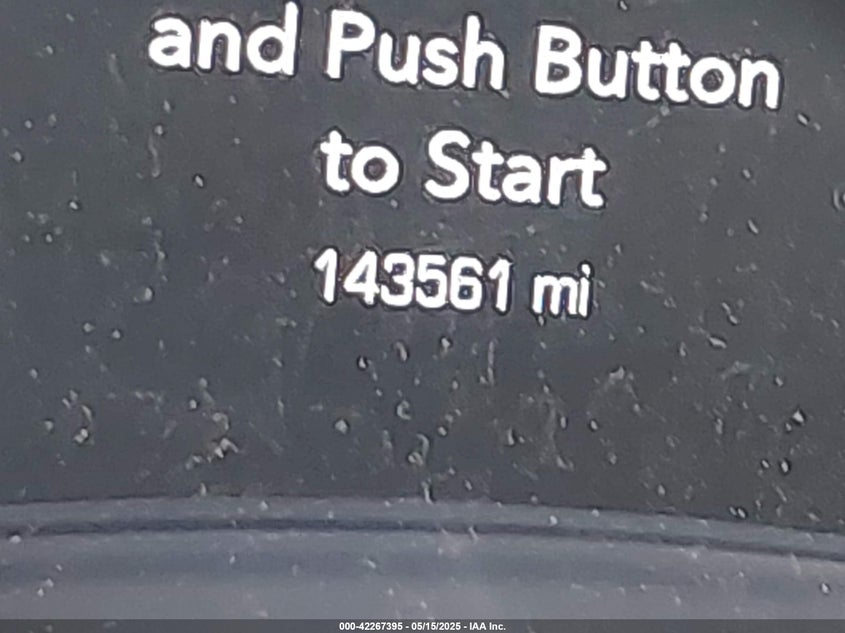 and Push Button
to Start
143561 mi
000-42267395 - 05/15/2025 - IAA Inc.